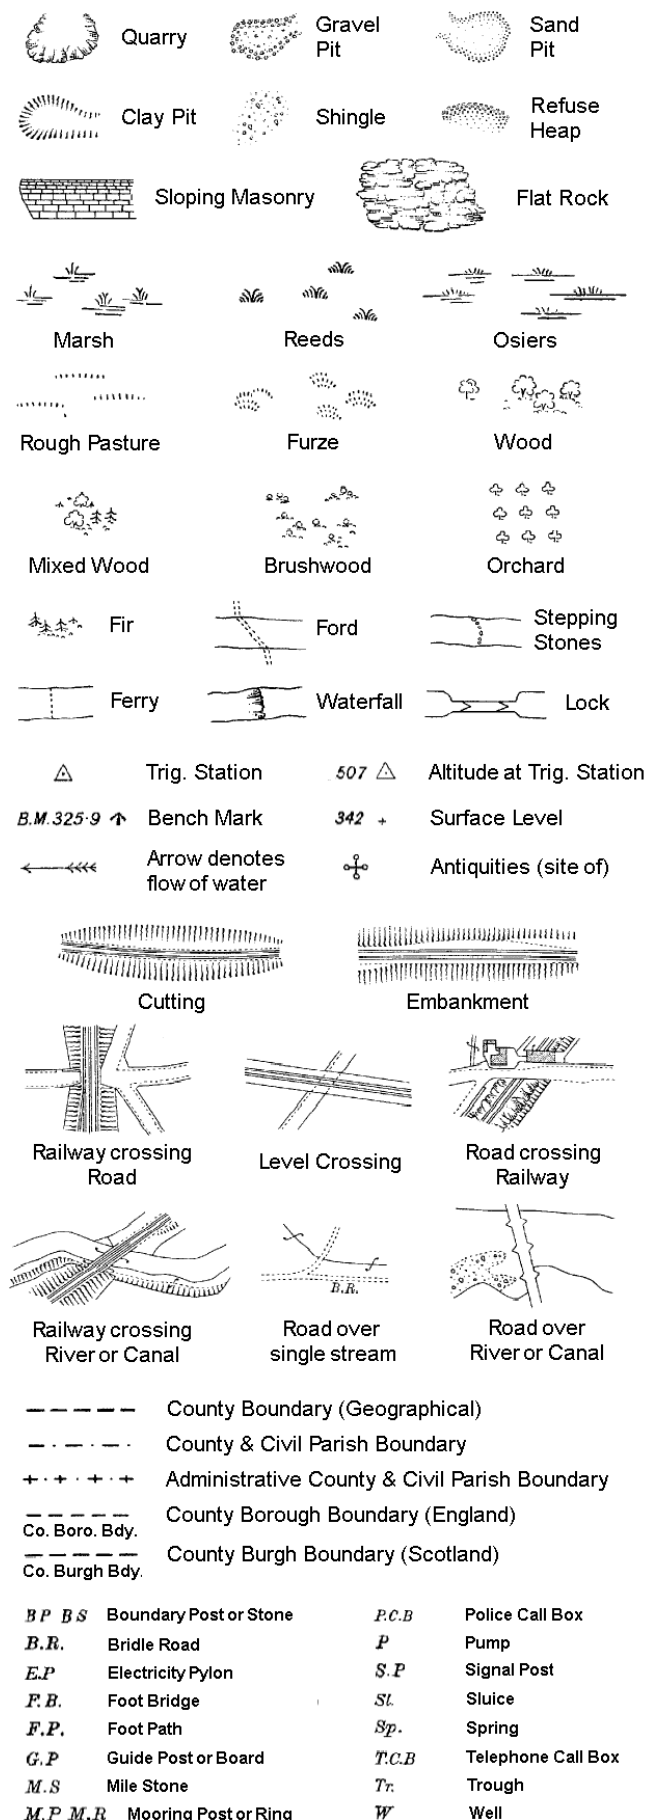 Quarry
Gravel
Pit
Sand
Pit
Clay Pit
Shingle
Refuse
Heap
Sloping Masonry
Flat Rock
Marsh
Reeds
Osiers
Rough Pasture
Furze
Wood
Mixed Wood
Brushwood
Orchard
Fir
Ford
Stepping
Stones
Ferry
Waterfall
Lock
Trig. Station
507
Altitude at Trig. Station
B.M.325·9
Bench Mark
342 +
Surface Level
Arrow denotes
flow of water
Antiquities (site of)
Cutting
Embankment
Railway crossing
Road
Level Crossing
Road crossing
Railway
B.R.
Railway crossing
River or Canal
Road over
single stream
Road over
River or Canal
County Boundary (Geographical)
County & Civil Parish Boundary
Administrative County & Civil Parish Boundary
Co. Boro. Bdy.
County Borough Boundary (England)
Co. Burgh Bdy.
County Burgh Boundary (Scotland)
B P B S Boundary Post or Stone
B.R. Bridle Road
E.P Electricity Pylon
F.B. Foot Bridge
F.P. Foot Path
G.P Guide Post or Board
M.S Mile Stone
M.P M.R Mooring Post or Ring
P.C.B Police Call Box
P Pump
S.P Signal Post
Sl. Sluice
Sp. Spring
T.C.B Telephone Call Box
Tr. Trough
W Well